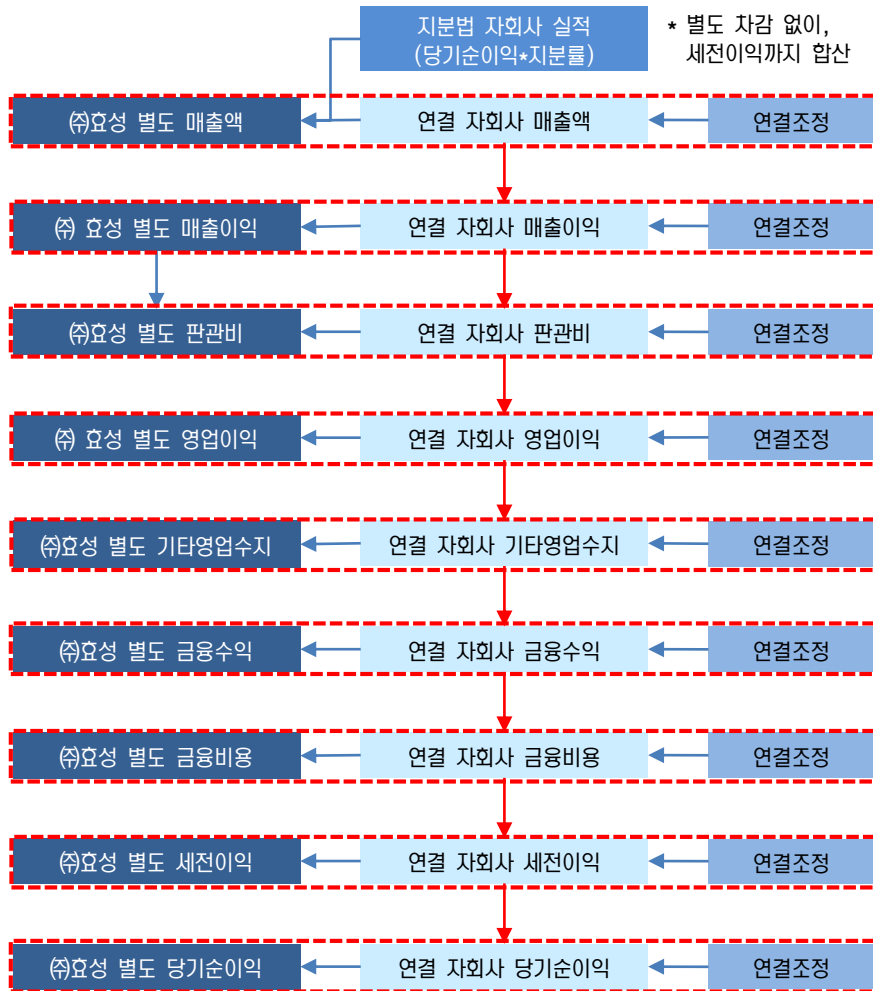 지분법 자회사 실적
(당기순이익*지분률)
* 별도 차감 없이,
세전이익까지 합산
㈜효성 별도 매출액 연결 자회사 매출액 연결조정
㈜ 효성 별도 매출이익 연결 자회사 매출이익 연결조정
㈜효성 별도 판관비 연결 자회사 판관비 연결조정
㈜ 효성 별도 영업이익 연결 자회사 영업이익 연결조정
㈜효성 별도 기타영업수지 연결 자회사 기타영업수지 연결조정
㈜효성 별도 금융수익 연결 자회사 금융수익 연결조정
㈜효성 별도 금융비용 연결 자회사 금융비용 연결조정
㈜효성 별도 세전이익 연결 자회사 세전이익 연결조정
㈜효성 별도 당기순이익 연결 자회사 당기순이익 연결조정